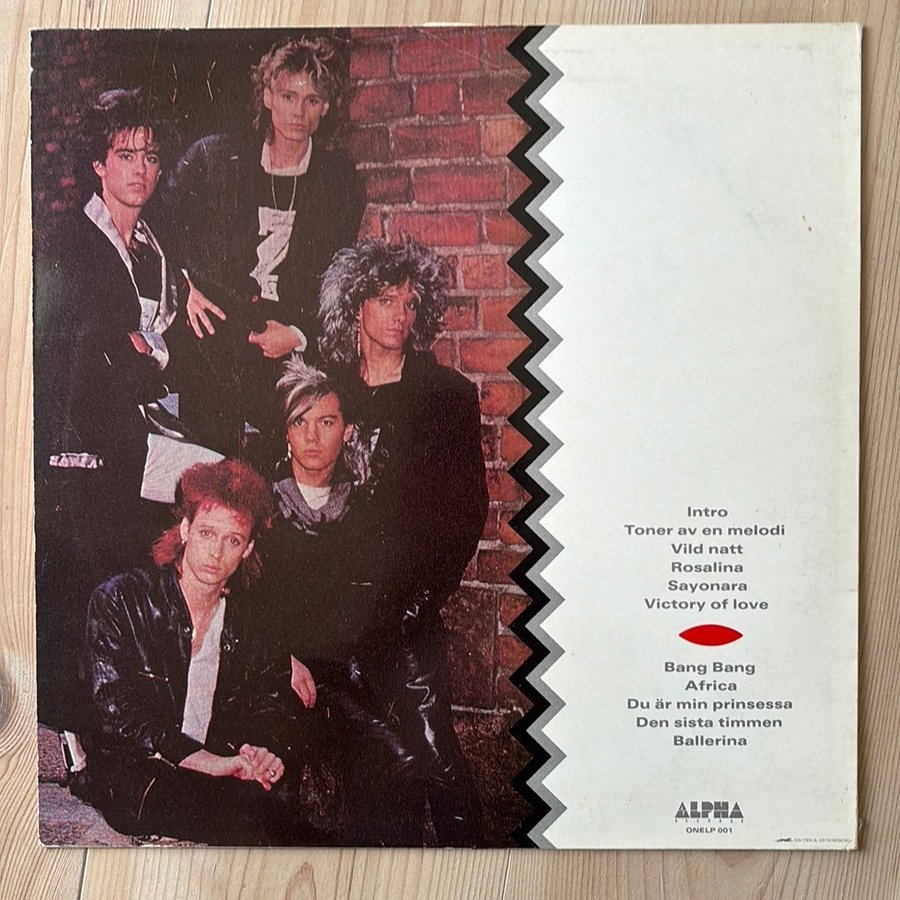 Intro
Toner av en melodi
Vild natt
Rosalina
Sayonara
Victory of love
Bang Bang
Africa
Du är min prinsessa
Den sista timmen
Ballerina
ALPHA
RECORDS
ONELP 001